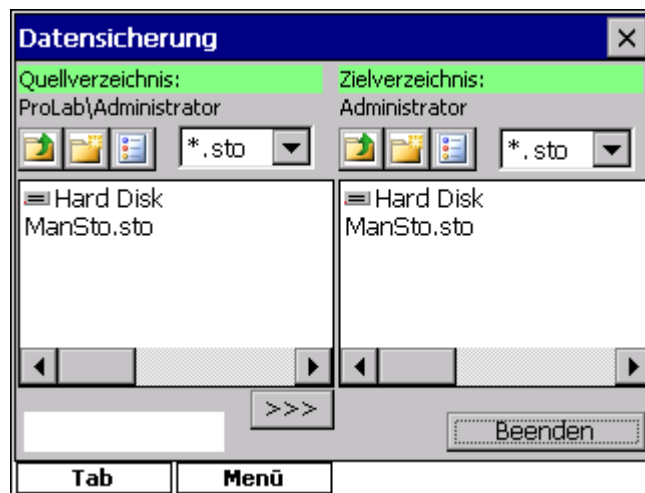 Datensicherung
Quellverzeichnis:
ProLab\Administrator
*.sto
Hard Disk
ManSto.sto
Zielverzeichnis:
Administrator
*.sto
Hard Disk
ManSto.sto
>>>
Beenden
Tab
Menü